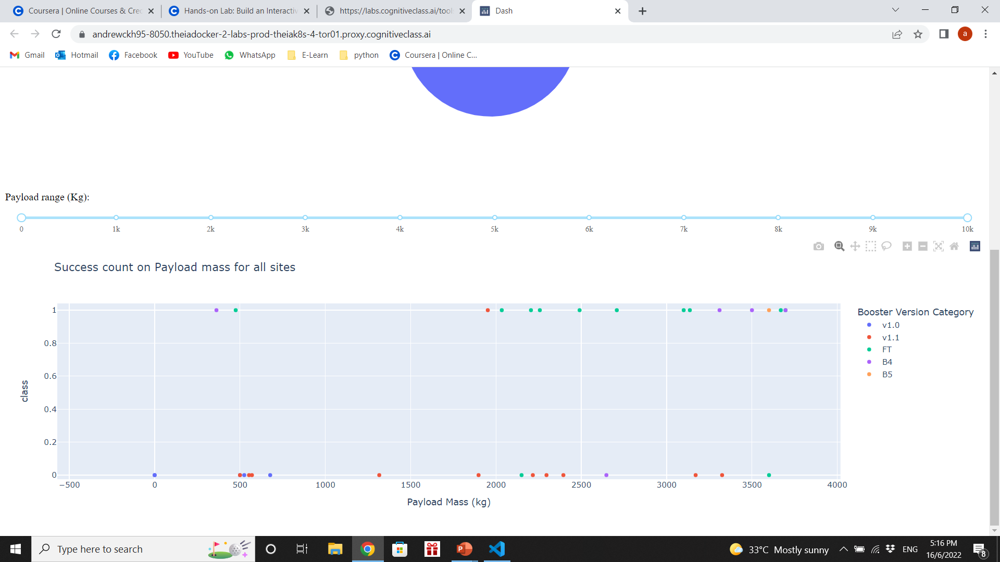 Coursera | Online Courses & Crec
Hands-on Lab: Build an Interactiv
https://labs.cognitiveclass.ai/tool
Dash
andrewckh95-8050.theiadocker-2-labs-prod-theiak8s-4-tor01.proxy.cognitiveclass.ai
a
Gmail
Hotmail
Facebook
YouTube
WhatsApp
E-Learn
python
Coursera | Online C...
Payload range (Kg):
0 1k 2k 3k 4k 5k 6k 7k 8k 9k 10k
Success count on Payload mass for all sites
1
0.8
0.6
0.4
0.2
0
class
−500 0 500 1000 1500 2000 2500 3000 3500 4000
Payload Mass (kg)
Booster Version Category
v1.0
v1.1
FT
B4
B5
Type here to search
33°C Mostly sunny
ENG
5:16 PM
16/6/2022
8